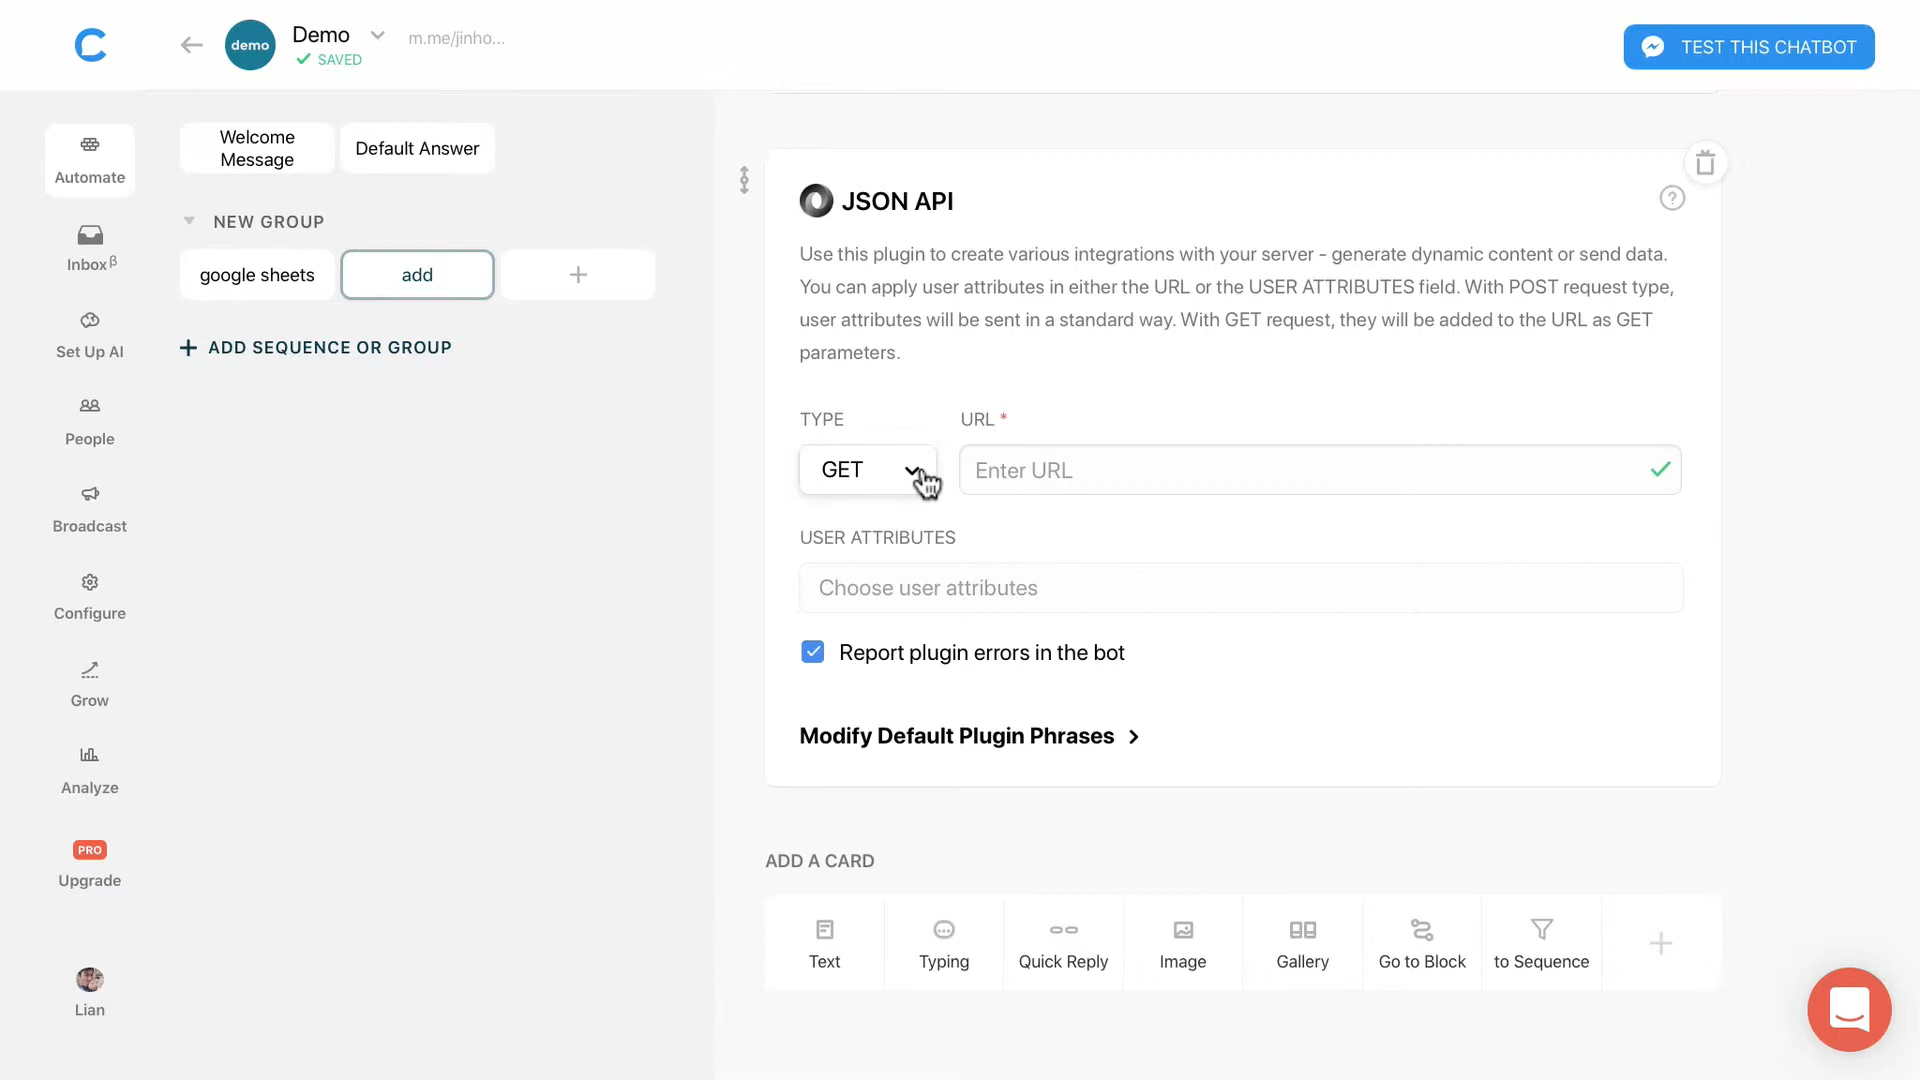 demo
Demo
m.me/jinho...
SAVED
TEST THIS CHATBOT
Automate
Inbox β
Set Up AI
People
Broadcast
Configure
Grow
Analyze
PRO
Upgrade
Lian
Welcome
Message
Default Answer
NEW GROUP
google sheets
add
ADD SEQUENCE OR GROUP
JSON API
Use this plugin to create various integrations with your server - generate dynamic content or send data.
You can apply user attributes in either the URL or the USER ATTRIBUTES field. With POST request type,
user attributes will be sent in a standard way. With GET request, they will be added to the URL as GET
parameters.
TYPE
URL *
GET
Enter URL
USER ATTRIBUTES
Choose user attributes
Report plugin errors in the bot
Modify Default Plugin Phrases
ADD A CARD
Text
Typing
Quick Reply
Image
Gallery
Go to Block
to Sequence